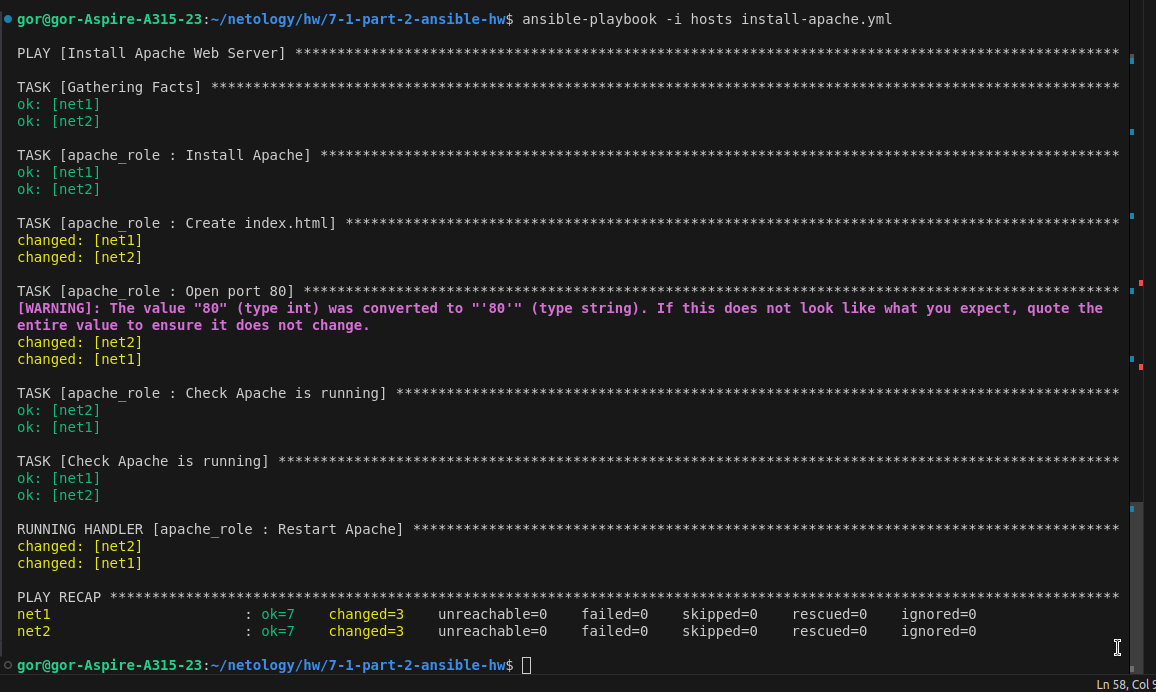 gor@gor-Aspire-A315-23:~/netology/hw/7-1-part-2-ansible-hw$ ansible-playbook -i hosts install-apache.yml
PLAY [Install Apache Web Server] **************************************************************************************************
TASK [Gathering Facts] ************************************************************************************************************
ok: [net1]
ok: [net2]
TASK [apache_role : Install Apache] ***********************************************************************************************
ok: [net1]
ok: [net2]
TASK [apache_role : Create index.html] ********************************************************************************************
changed: [net1]
changed: [net2]
TASK [apache_role : Open port 80] *************************************************************************************************
[WARNING]: The value "80" (type int) was converted to "'80'" (type string). If this does not look like what you expect, quote the
entire value to ensure it does not change.
changed: [net2]
changed: [net1]
TASK [apache_role : Check Apache is running] **************************************************************************************
ok: [net2]
ok: [net1]
TASK [Check Apache is running] ****************************************************************************************************
ok: [net1]
ok: [net2]
RUNNING HANDLER [apache_role : Restart Apache] ************************************************************************************
changed: [net2]
changed: [net1]
PLAY RECAP ************************************************************************************************************************
net1                       : ok=7    changed=3    unreachable=0    failed=0    skipped=0    rescued=0    ignored=0
net2                       : ok=7    changed=3    unreachable=0    failed=0    skipped=0    rescued=0    ignored=0
gor@gor-Aspire-A315-23:~/netology/hw/7-1-part-2-ansible-hw$
Ln 58, Col